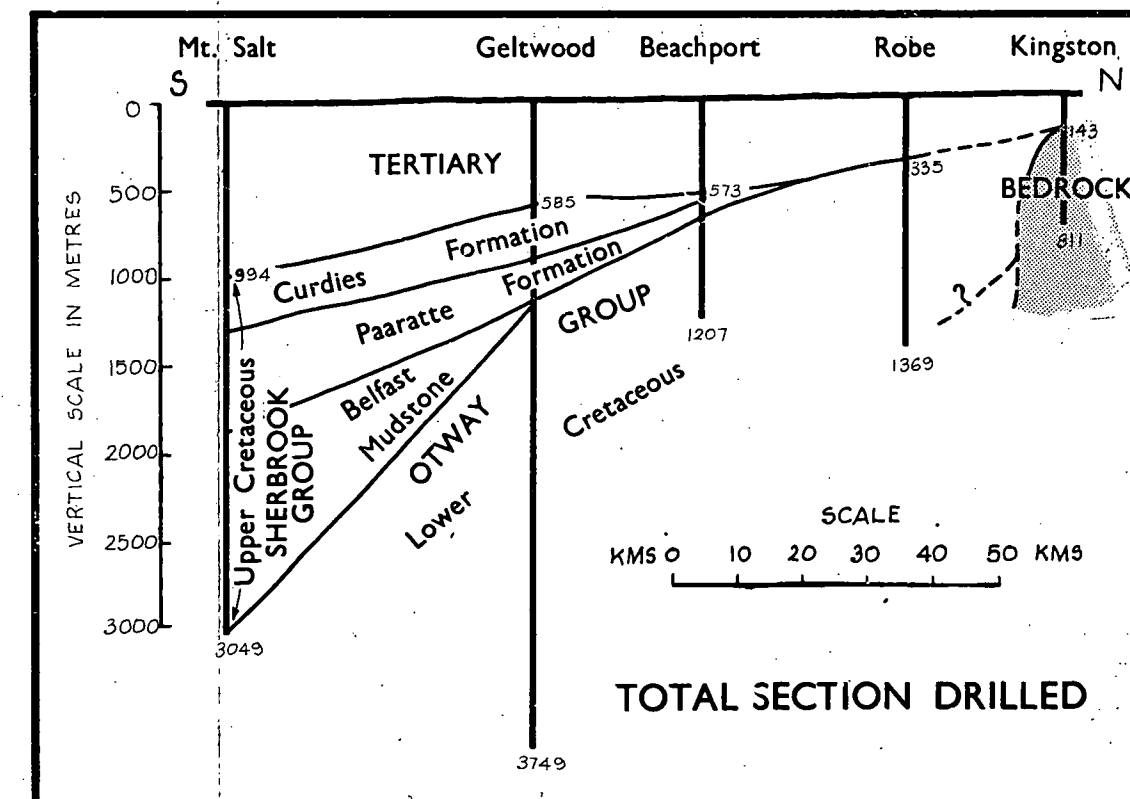 Mt. Salt
Geltwood
Beachport
Robe
Kingston
S
N
0
500
1000
1500
2000
2500
3000
VERTICAL SCALE IN METRES
TERTIARY
994
585
573
335
143
BEDROCK
811
Curdies Formation
Paaratte Formation
Belfast Mudstone
OTWAY GROUP
Lower Cretaceous
Upper Cretaceous
SHERBROOK
GROUP
?
1207
1369
3049
3749
SCALE
KMS 0 10 20 30 40 50 KMS
TOTAL SECTION DRILLED